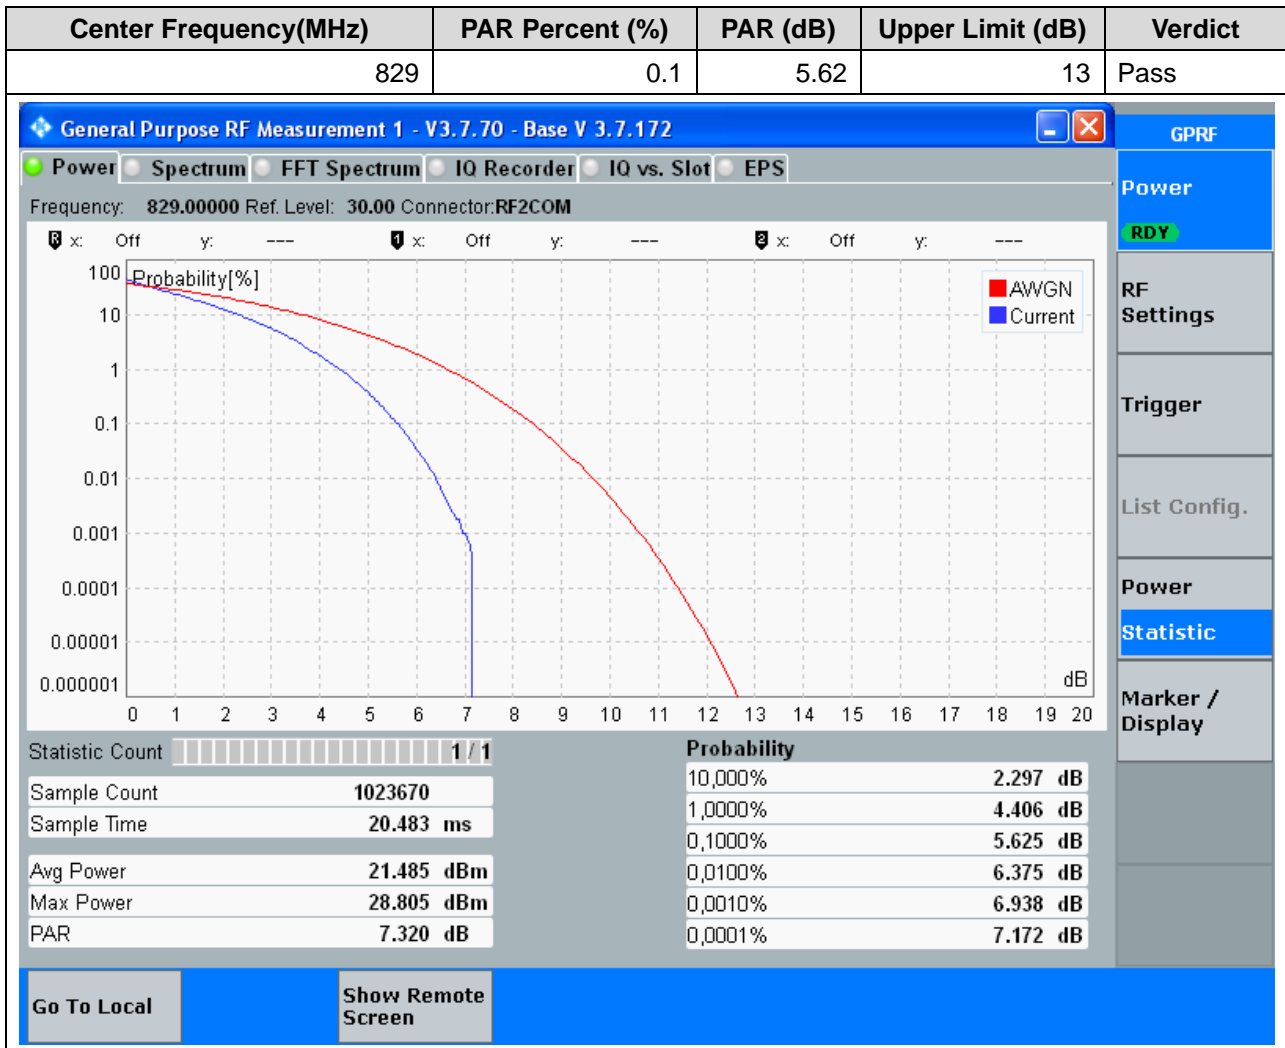 Center Frequency(MHz) PAR Percent (%) PAR (dB) Upper Limit (dB) Verdict
829 0.1 5.62 13 Pass
General Purpose RF Measurement 1 - V3.7.70 - Base V 3.7.172
GPRF
Power Spectrum FFT Spectrum IQ Recorder IQ vs. Slot EPS
Frequency: 829.00000 Ref. Level: 30.00 Connector:RF2COM
R x: Off y: --- 1 x: Off y: --- 2 x: Off y: ---
Probability[%]
AWGN
Current
100
10
1
0.1
0.01
0.001
0.0001
0.00001
0.000001
dB
0 1 2 3 4 5 6 7 8 9 10 11 12 13 14 15 16 17 18 19 20
Statistic Count 1 / 1
Sample Count 1023670
Sample Time 20.483 ms
Avg Power 21.485 dBm
Max Power 28.805 dBm
PAR 7.320 dB
Probability
10,000% 2.297 dB
1,0000% 4.406 dB
0,1000% 5.625 dB
0,0100% 6.375 dB
0,0010% 6.938 dB
0,0001% 7.172 dB
Power
RDY
RF
Settings
Trigger
List Config.
Power
Statistic
Marker /
Display
Go To Local
Show Remote
Screen